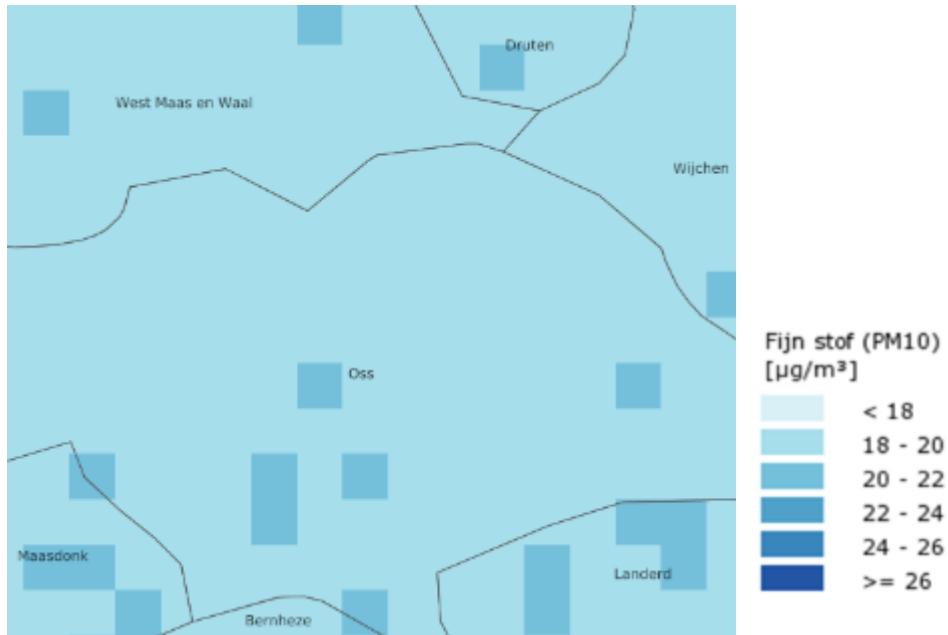 Druten
West Maas en Waal
Wijchen
Oss
Maasdonk
Landerd
Bernheze
Fijn stof (PM10)
[µg/m³]
< 18
18 - 20
20 - 22
22 - 24
24 - 26
>= 26